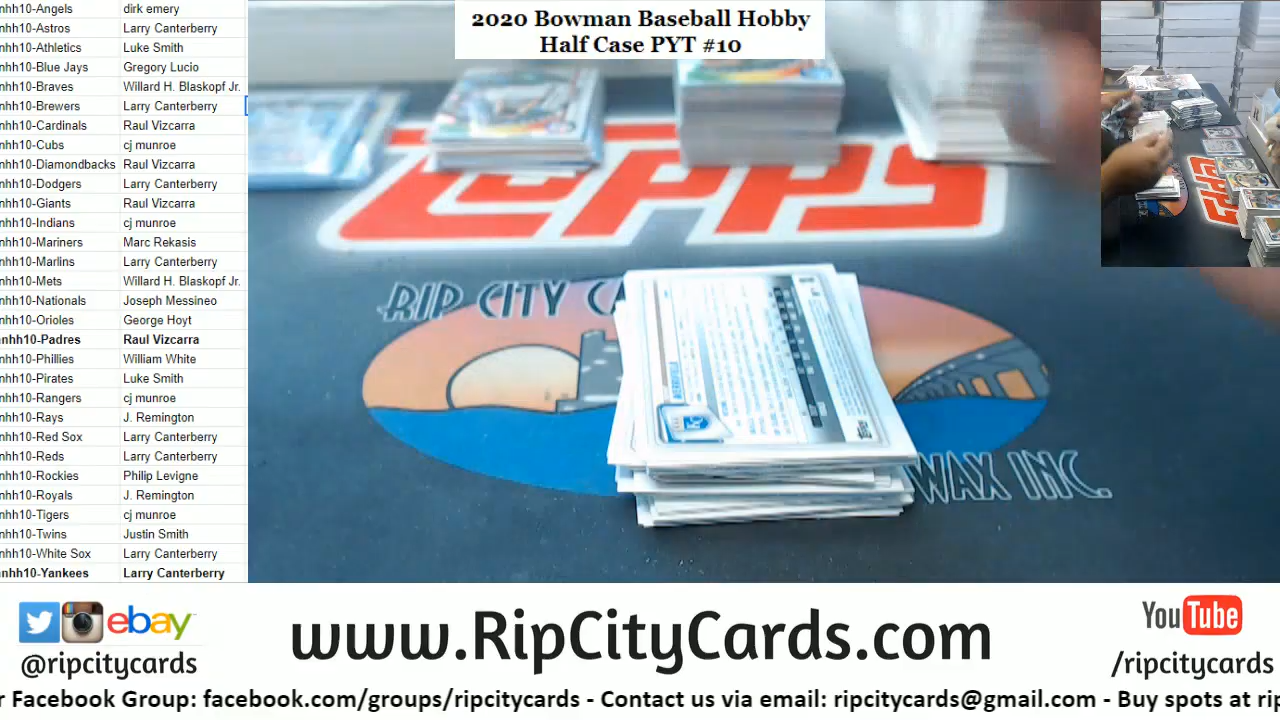 2020 Bowman Baseball Hobby
Half Case PYT #10
nhh10-Angels dirk emery
nhh10-Astros Larry Canterberry
nhh10-Athletics Luke Smith
nhh10-Blue Jays Gregory Lucio
nhh10-Braves Willard H. Blaskopf Jr.
nhh10-Brewers Larry Canterberry
nhh10-Cardinals Raul Vizcarra
nhh10-Cubs cj munroe
nhh10-Diamondbacks Raul Vizcarra
nhh10-Dodgers Larry Canterberry
nhh10-Giants Raul Vizcarra
nhh10-Indians cj munroe
nhh10-Mariners Marc Rekasis
nhh10-Marlins Larry Canterberry
nhh10-Mets Willard H. Blaskopf Jr.
nhh10-Nationals Joseph Messineo
nhh10-Orioles George Hoyt
nhh10-Padres Raul Vizcarra
nhh10-Phillies William White
nhh10-Pirates Luke Smith
nhh10-Rangers cj munroe
nhh10-Rays J. Remington
nhh10-Red Sox Larry Canterberry
nhh10-Reds Larry Canterberry
nhh10-Rockies Philip Levigne
nhh10-Royals J. Remington
nhh10-Tigers cj munroe
nhh10-Twins Justin Smith
nhh10-White Sox Larry Canterberry
nhh10-Yankees Larry Canterberry
topps
RIP CITY
WAX INC.
ebay
@ripcitycards
www.RipCityCards.com
YouTube
/ripcitycards
r Facebook Group: facebook.com/groups/ripcitycards - Contact us via email: ripcitycards@gmail.com - Buy spots at rip